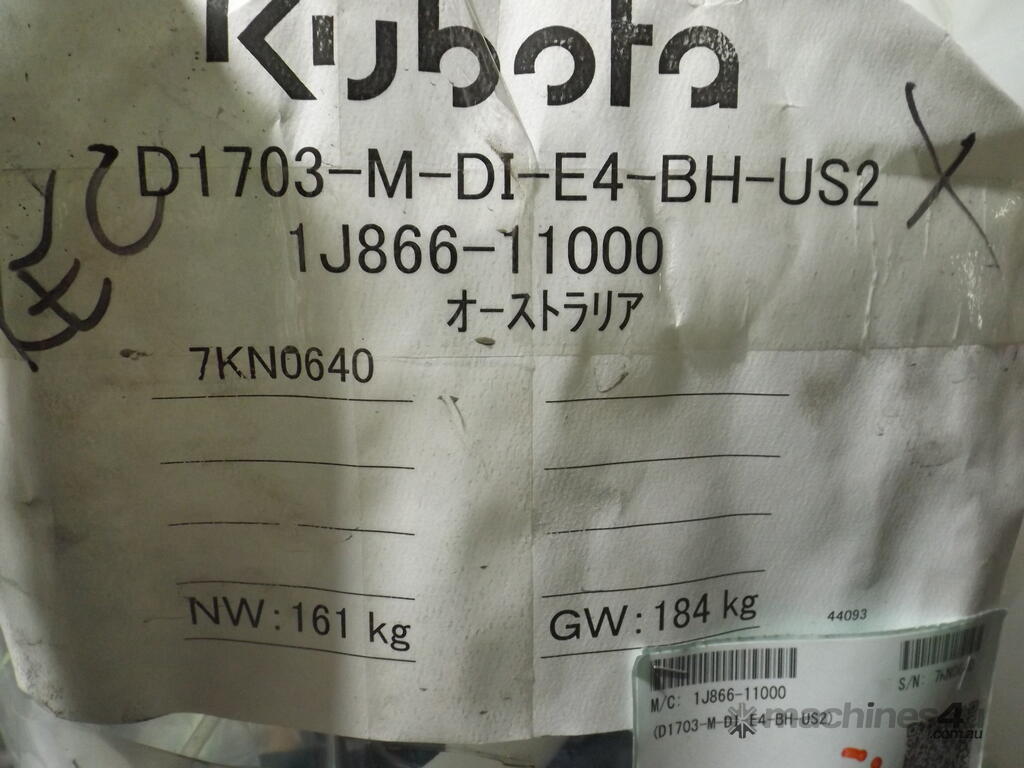 Kubota
D1703-M-DI-E4-BH-US2
1J866-11000
オーストラリア
7KN0640
NW: 161 kg
GW: 184 kg
44093
M/C: 1J866-11000
S/N:
(D1703-M-DI-E4-BH-US2)
machines4u
.com.au